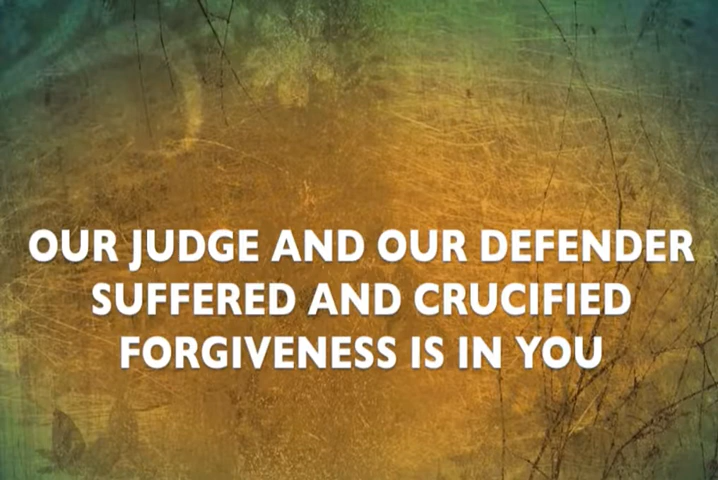 OUR JUDGE AND OUR DEFENDER
SUFFERED AND CRUCIFIED
FORGIVENESS IS IN YOU